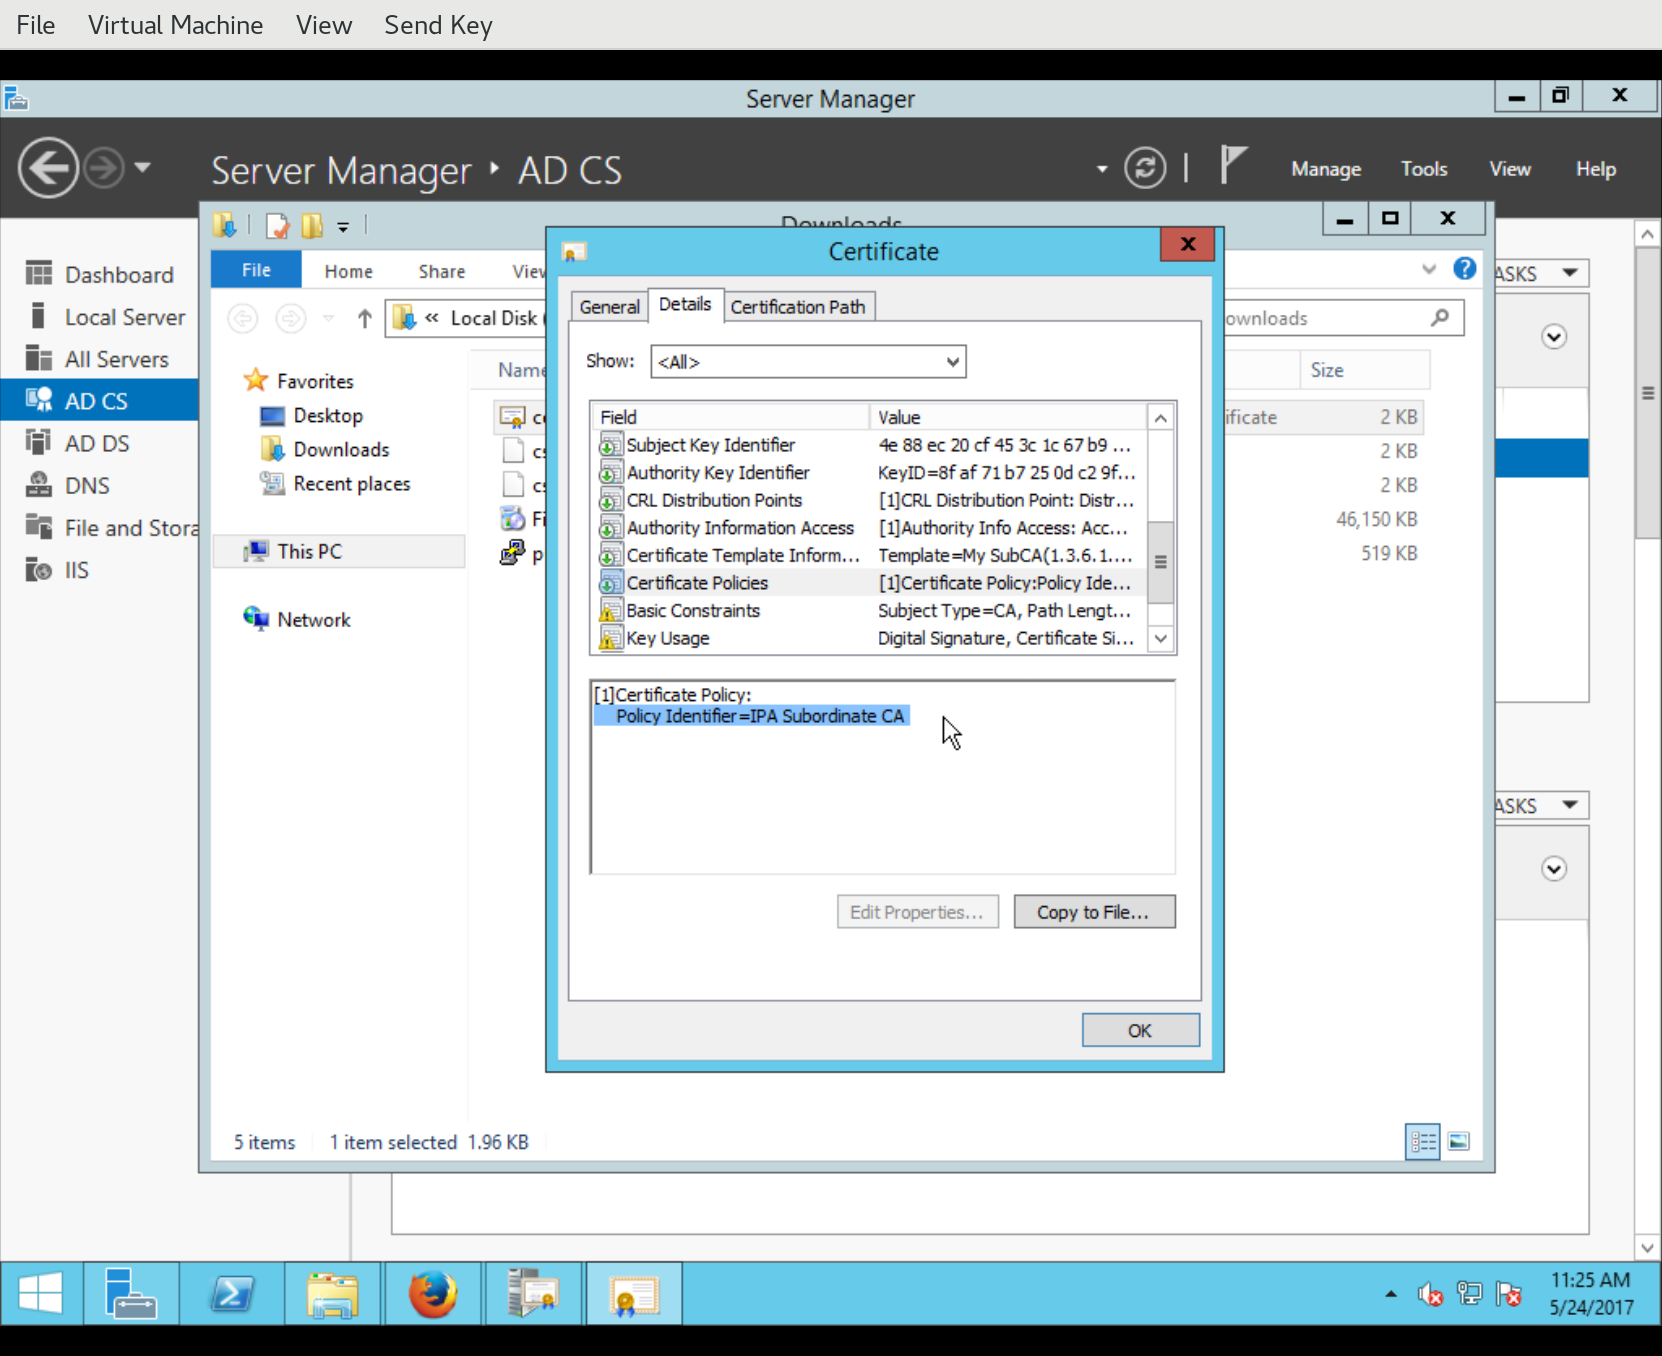 File Virtual Machine View Send Key
Server Manager
Server Manager ‣ AD CS
Manage Tools View Help
Downloads
Certificate
Dashboard
Local Server
All Servers
AD CS
AD DS
DNS
File and Stora
IIS
File Home Share View
« Local Disk (
ownloads
Favorites
Desktop
Downloads
Recent places
This PC
Network
Name
Size
ce
ificate 2 KB
cs
2 KB
cs
2 KB
Fi
46,150 KB
p
519 KB
General Details Certification Path
Show: <All>
Field Value
Subject Key Identifier 4e 88 ec 20 cf 45 3c 1c 67 b9 ...
Authority Key Identifier KeyID=8f af 71 b7 25 0d c2 9f...
CRL Distribution Points [1]CRL Distribution Point: Distr...
Authority Information Access [1]Authority Info Access: Acc...
Certificate Template Inform... Template=My SubCA(1.3.6.1....
Certificate Policies [1]Certificate Policy:Policy Ide...
Basic Constraints Subject Type=CA, Path Lengt...
Key Usage Digital Signature, Certificate Si...
[1]Certificate Policy:
Policy Identifier=IPA Subordinate CA
Edit Properties... Copy to File...
OK
ASKS
ASKS
5 items 1 item selected 1.96 KB
11:25 AM
5/24/2017